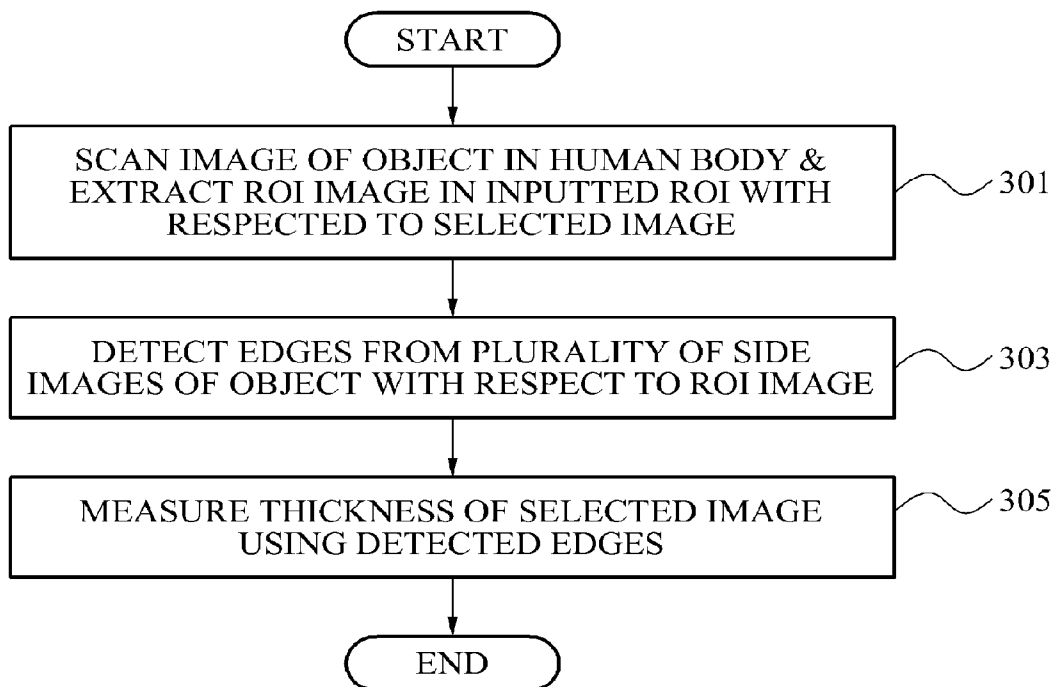 START
SCAN IMAGE OF OBJECT IN HUMAN BODY &
EXTRACT ROI IMAGE IN INPUTTED ROI WITH
RESPECTED TO SELECTED IMAGE
301
DETECT EDGES FROM PLURALITY OF SIDE
IMAGES OF OBJECT WITH RESPECT TO ROI IMAGE
303
MEASURE THICKNESS OF SELECTED IMAGE
USING DETECTED EDGES
305
END